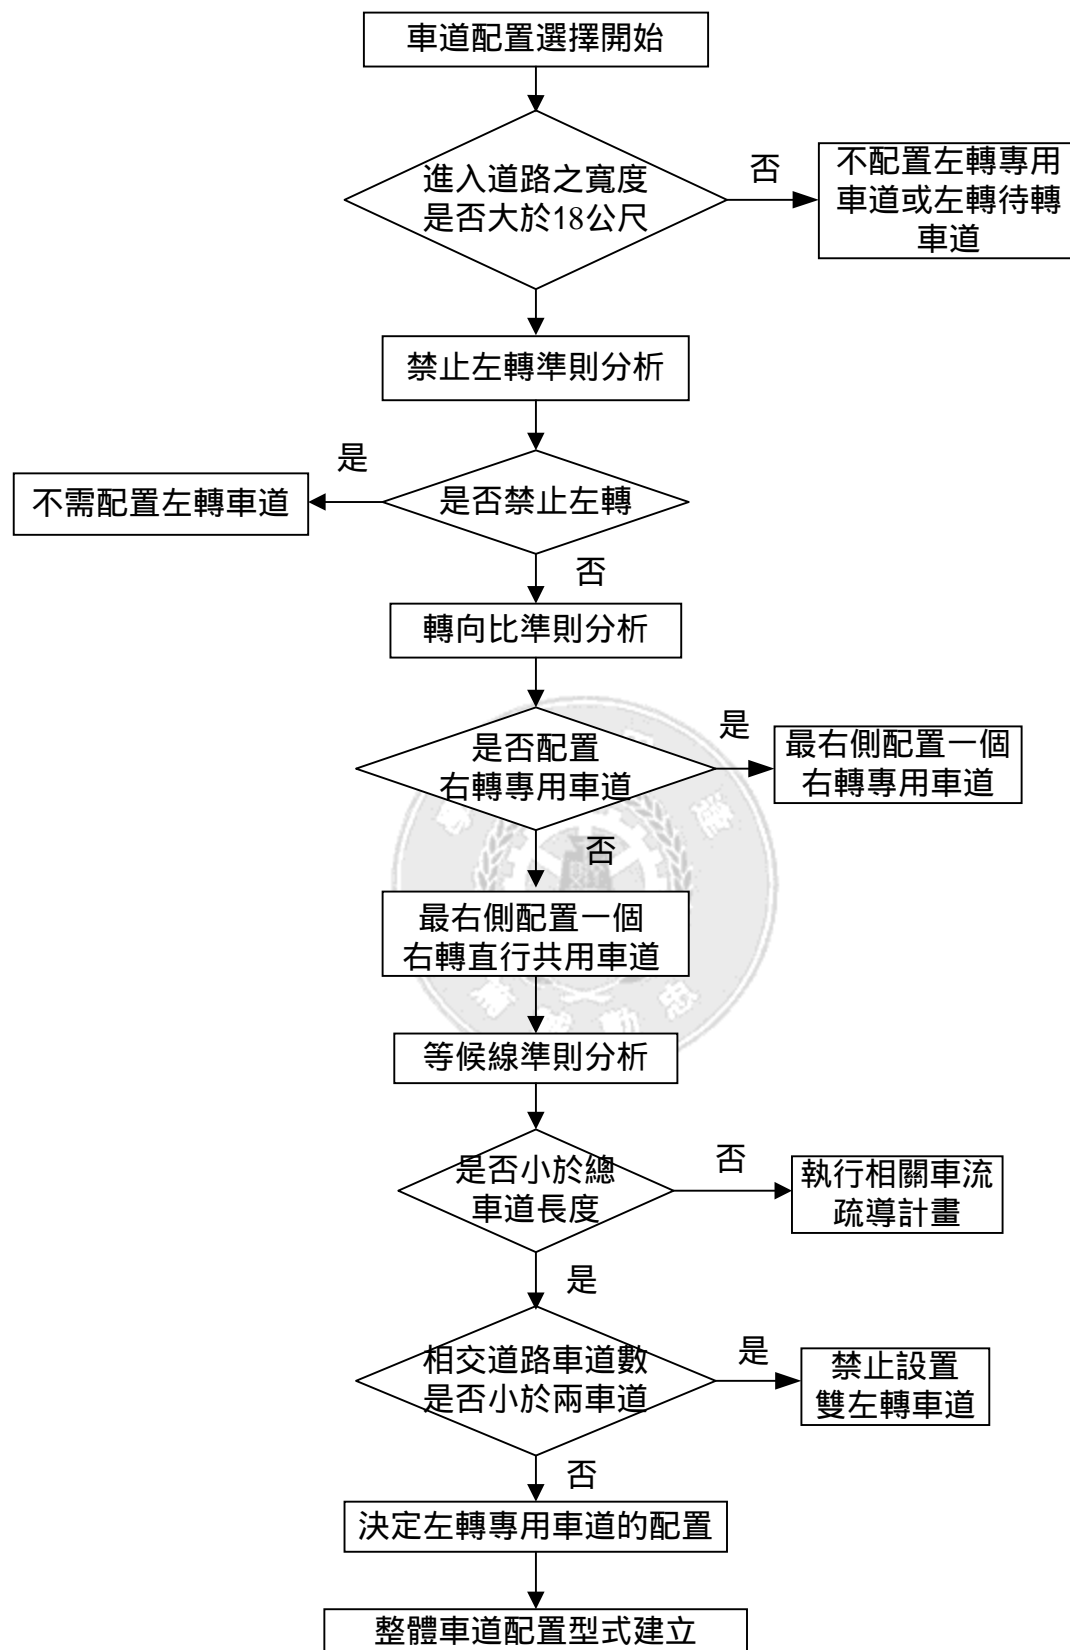 車道配置選擇開始
進入道路之寬度
是否大於18公尺
否
不配置左轉專用
車道或左轉待轉
車道
禁止左轉準則分析
是
不需配置左轉車道
是否禁止左轉
否
轉向比準則分析
是否配置
右轉專用車道
是
最右側配置一個
右轉專用車道
否
最右側配置一個
右轉直行共用車道
等候線準則分析
是否小於總
車道長度
否
執行相關車流
疏導計畫
是
相交道路車道數
是否小於兩車道
是
禁止設置
雙左轉車道
否
決定左轉專用車道的配置
整體車道配置型式建立